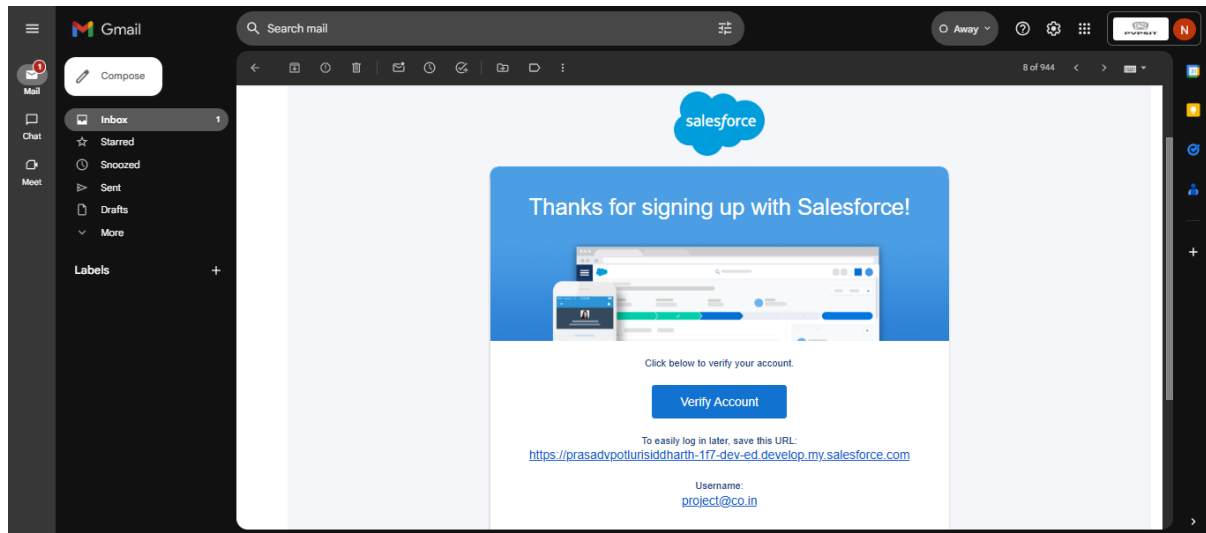 Gmail
Search mail
Away
PVPSIT
N
1
Mail
Compose
8 of 944
Inbox 1
Chat
Starred
Snoozed
Meet
Sent
Drafts
More
Labels
salesforce
Thanks for signing up with Salesforce!
Click below to verify your account.
Verify Account
To easily log in later, save this URL:
https://prasadvpotlurisiddharth-1f7-dev-ed.develop.my.salesforce.com
Username:
project@co.in